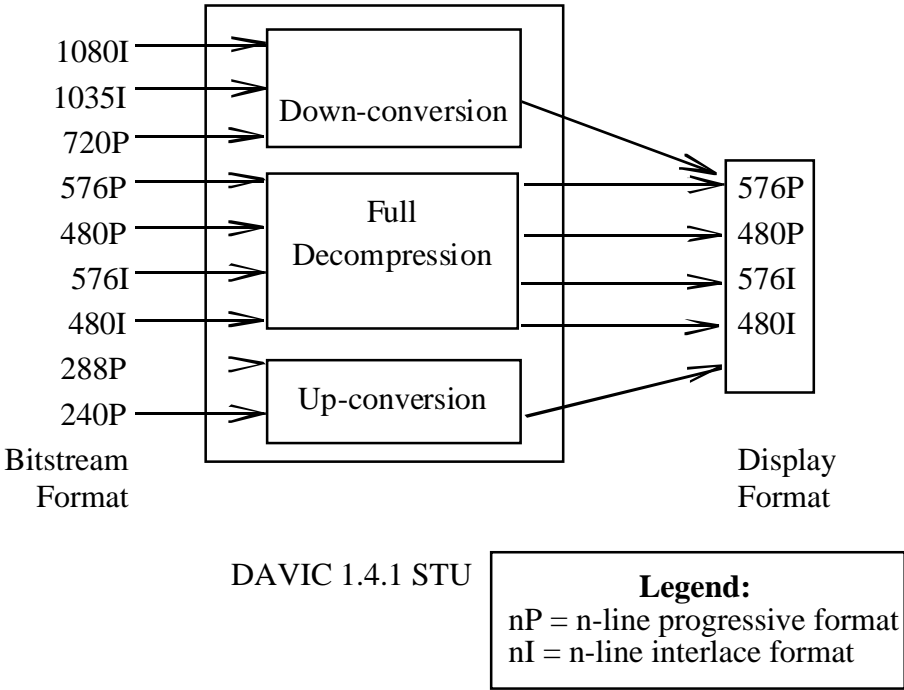 1080I
1035I
720P
576P
480P
576I
480I
288P
240P
Bitstream
Format
Down-conversion
Full
Decompression
Up-conversion
576P
480P
576I
480I
Display
Format
DAVIC 1.4.1 STU
Legend:
nP = n-line progressive format
nI = n-line interlace format